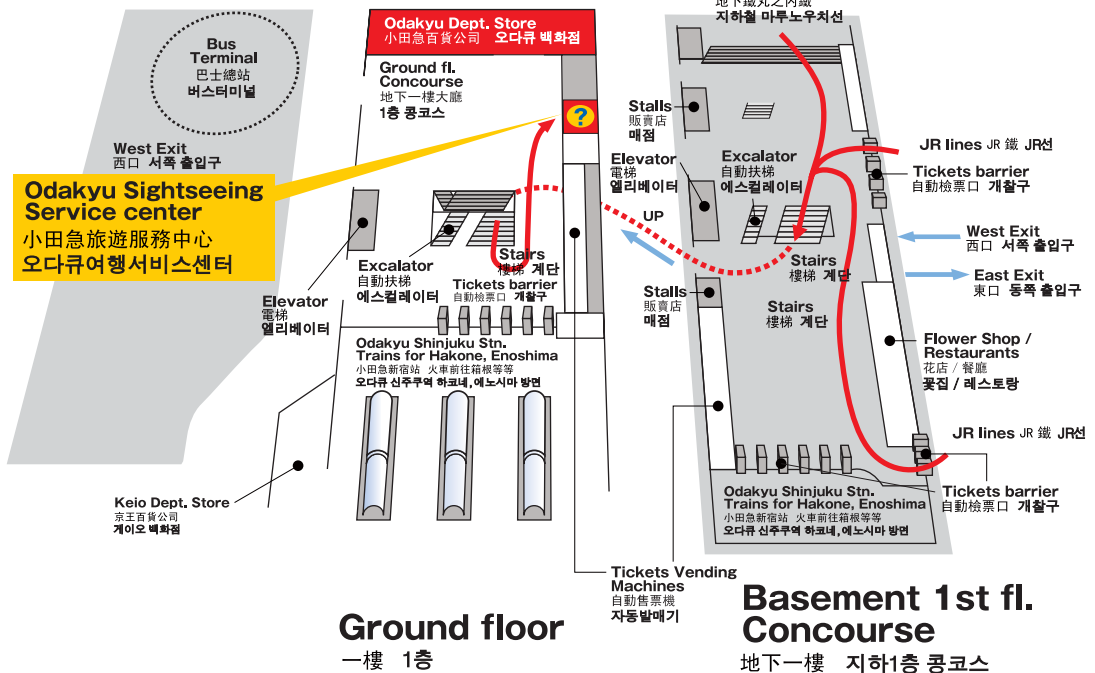 Bus
Terminal
巴士總站
버스터미널
West Exit
西口 서쪽 출입구
Odakyu Sightseeing
Service center
小田急旅遊服務中心
오다큐여행서비스센터
Odakyu Dept. Store
小田急百貨公司 오다큐 백화점
Ground fl.
Concourse
地下一樓大廳
1층 콩코스
?
Elevator
電梯
엘리베이터
Excalator
自動扶梯
에스컬레이터
Stairs
樓梯 계단
Tickets barrier
自動檢票口 개찰구
Odakyu Shinjuku Stn.
Trains for Hakone, Enoshima
小田急新宿站 火車前往箱根等等
오다큐 신주쿠역 하코네, 에노시마 방면
Keio Dept. Store
京王百貨公司
게이오 백화점
Ground floor
一樓 1층
地下鐵丸之內鐵
지하철 마루노우치선
Stalls
販賣店
매점
Elevator
電梯
엘리베이터
Excalator
自動扶梯
에스컬레이터
UP
Stairs
樓梯 계단
Stalls
販賣店
매점
Stairs
樓梯 계단
JR lines JR 鐵 JR선
Tickets barrier
自動檢票口 개찰구
West Exit
西口 서쪽 출입구
East Exit
東口 동쪽 출입구
Flower Shop /
Restaurants
花店 / 餐廳
꽃집 / 레스토랑
JR lines JR 鐵 JR선
Tickets barrier
自動檢票口 개찰구
Odakyu Shinjuku Stn.
Trains for Hakone, Enoshima
小田急新宿站 火車前往箱根等等
오다큐 신주쿠역 하코네, 에노시마 방면
Tickets Vending
Machines
自動售票機
자동발매기
Basement 1st fl.
Concourse
地下一樓 지하1층 콩코스